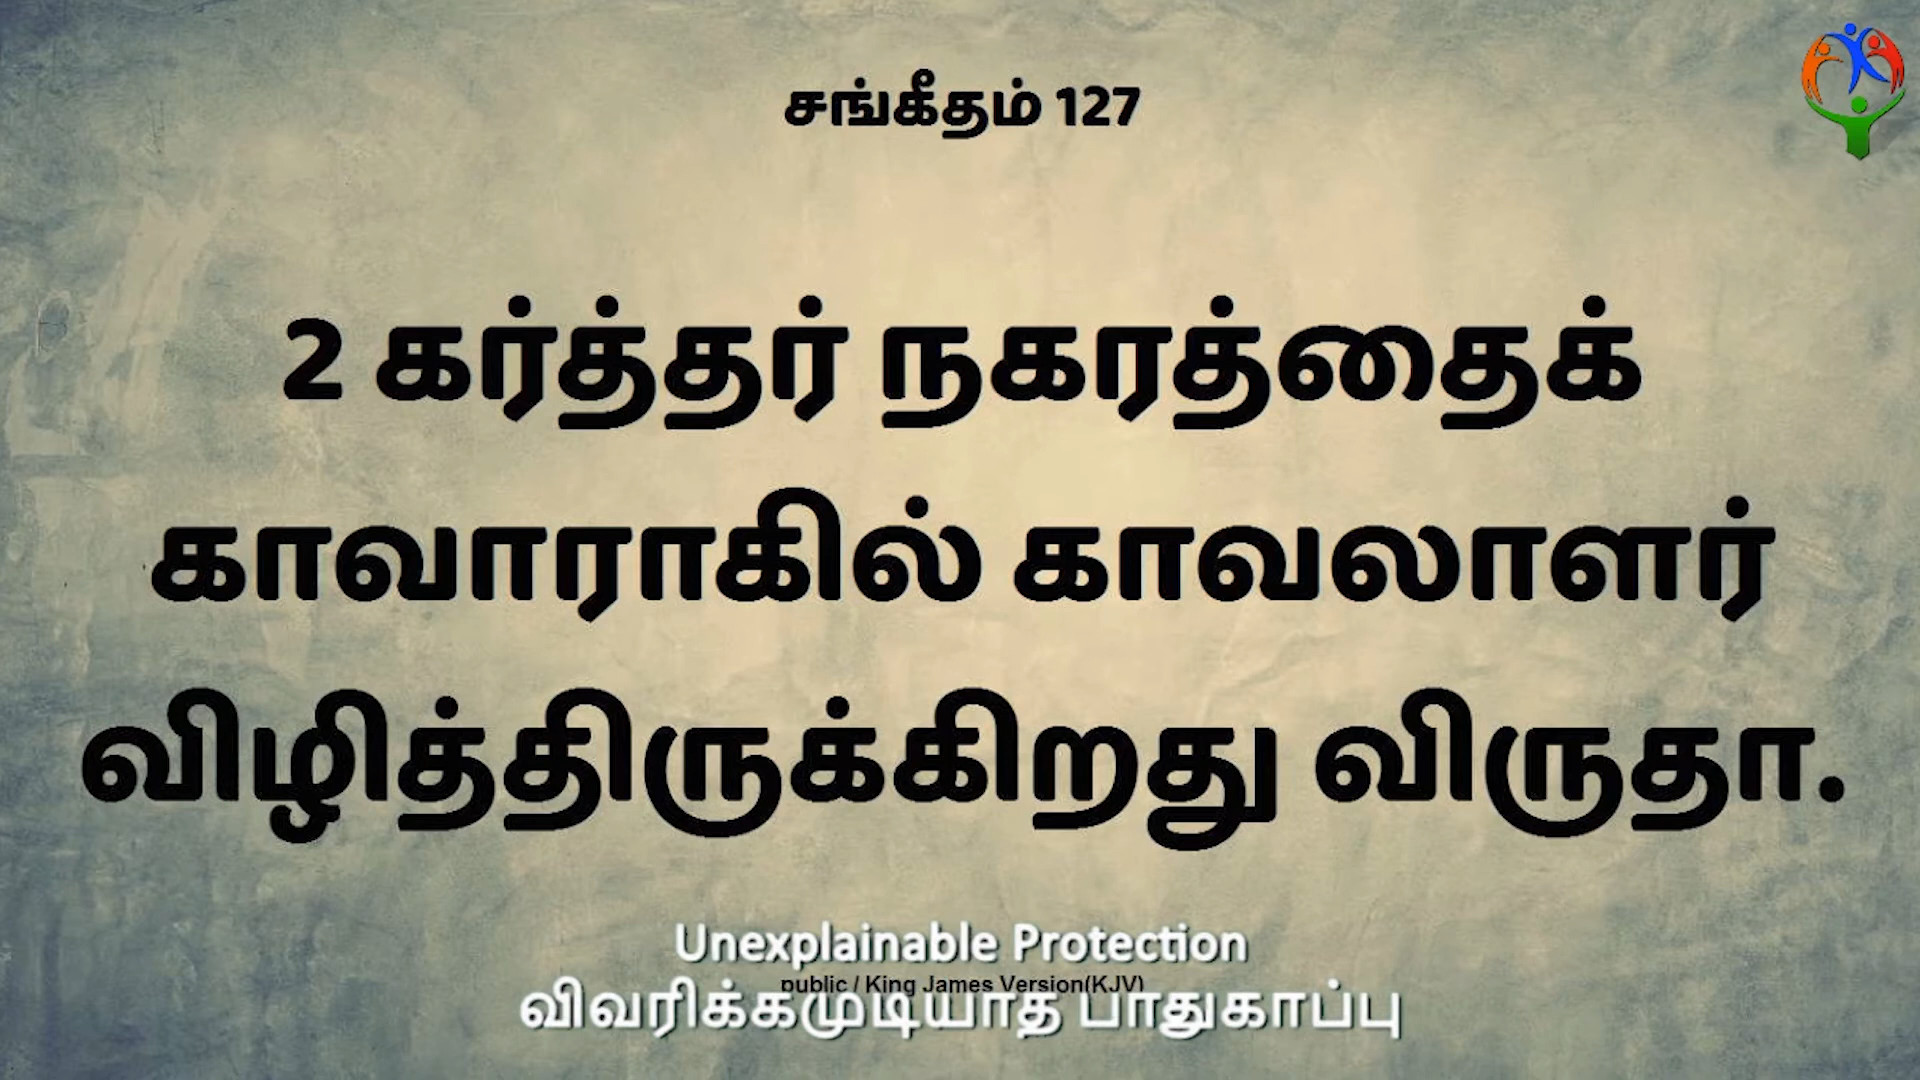 சங்கீதம் 127
2 கர்த்தர் நகரத்தைக்
காவாராகில் காவலாளர்
விழித்திருக்கிறது விருதா.
Unexplainable Protection
public / King James Version(KJV)
விவரிக்கமுடியாத பாதுகாப்பு